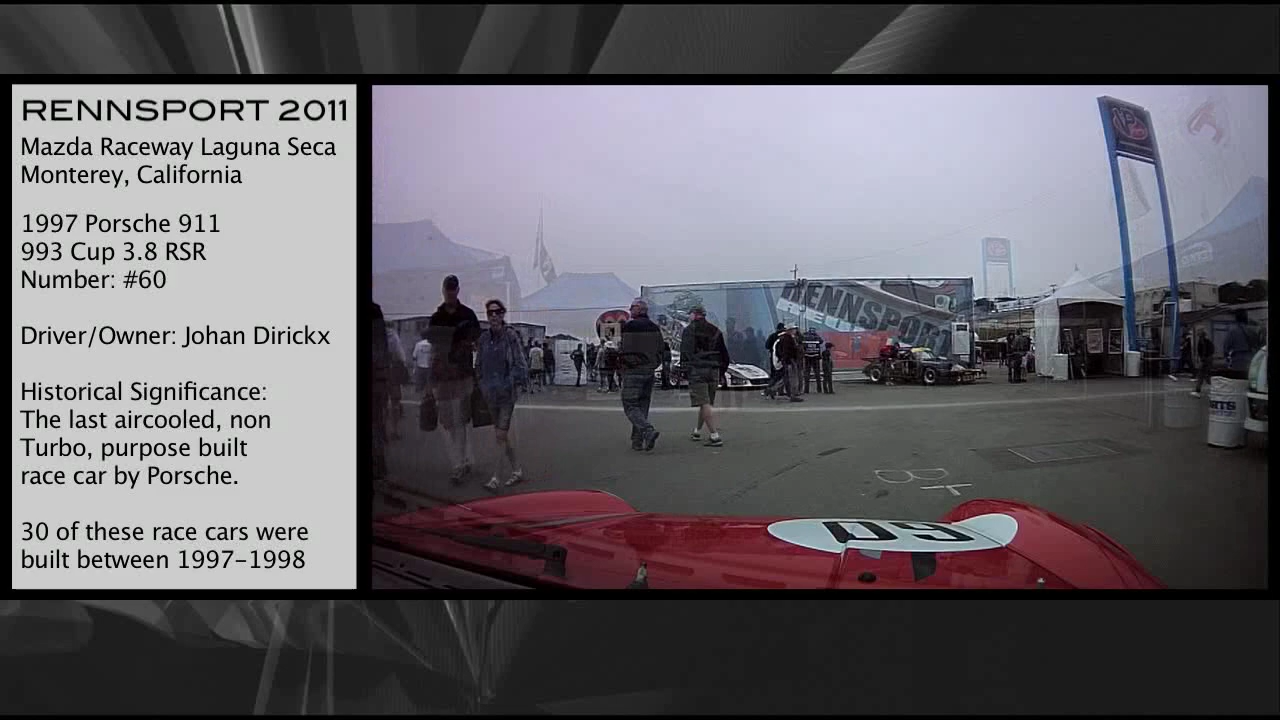 RENNSPORT 2011
Mazda Raceway Laguna Seca
Monterey, California
1997 Porsche 911
993 Cup 3.8 RSR
Number: #60
Driver/Owner: Johan Dirickx
Historical Significance:
The last aircooled, non
Turbo, purpose built
race car by Porsche.
30 of these race cars were
built between 1997-1998
RENNSPORT
60